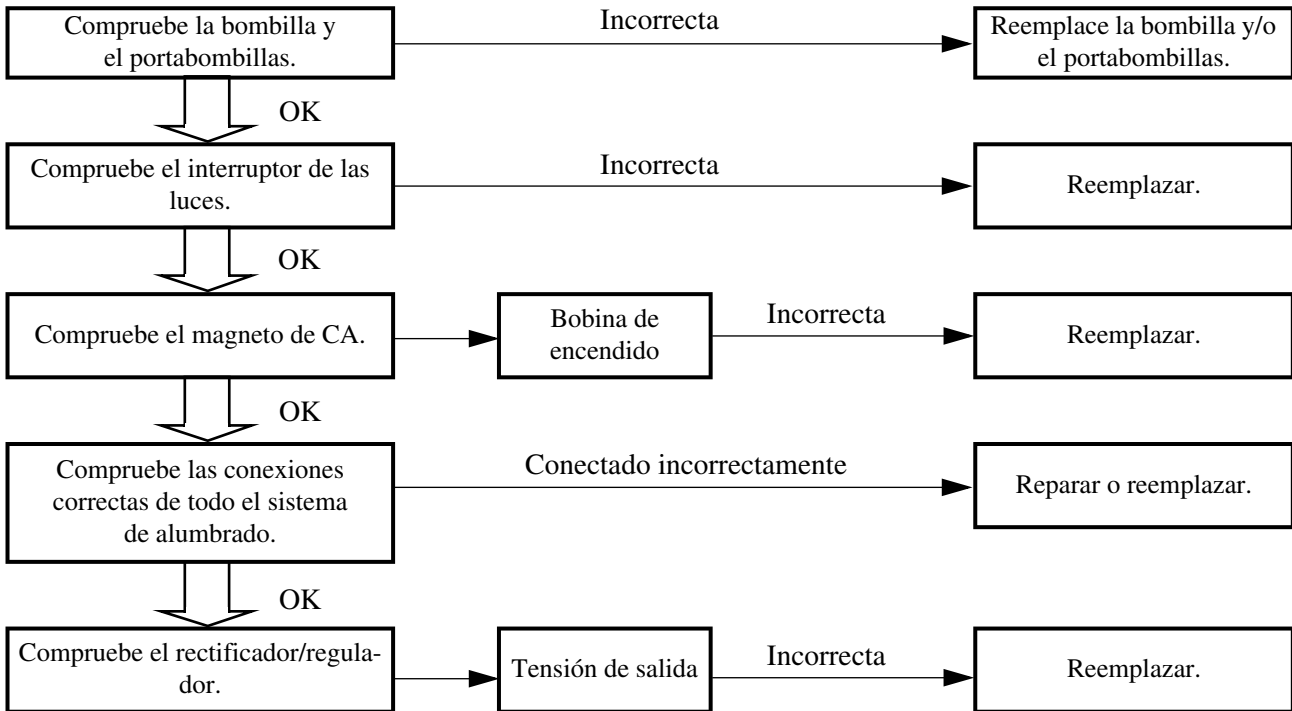 Compruebe la bombilla y
el portabombillas.
Incorrecta
Reemplace la bombilla y/o
el portabombillas.
OK
Compruebe el interruptor de las
luces.
Incorrecta
Reemplazar.
OK
Compruebe el magneto de CA.
Bobina de
encendido
Incorrecta
Reemplazar.
OK
Compruebe las conexiones
correctas de todo el sistema
de alumbrado.
Conectado incorrectamente
Reparar o reemplazar.
OK
Compruebe el rectificador/regula-
dor.
Tensión de salida
Incorrecta
Reemplazar.